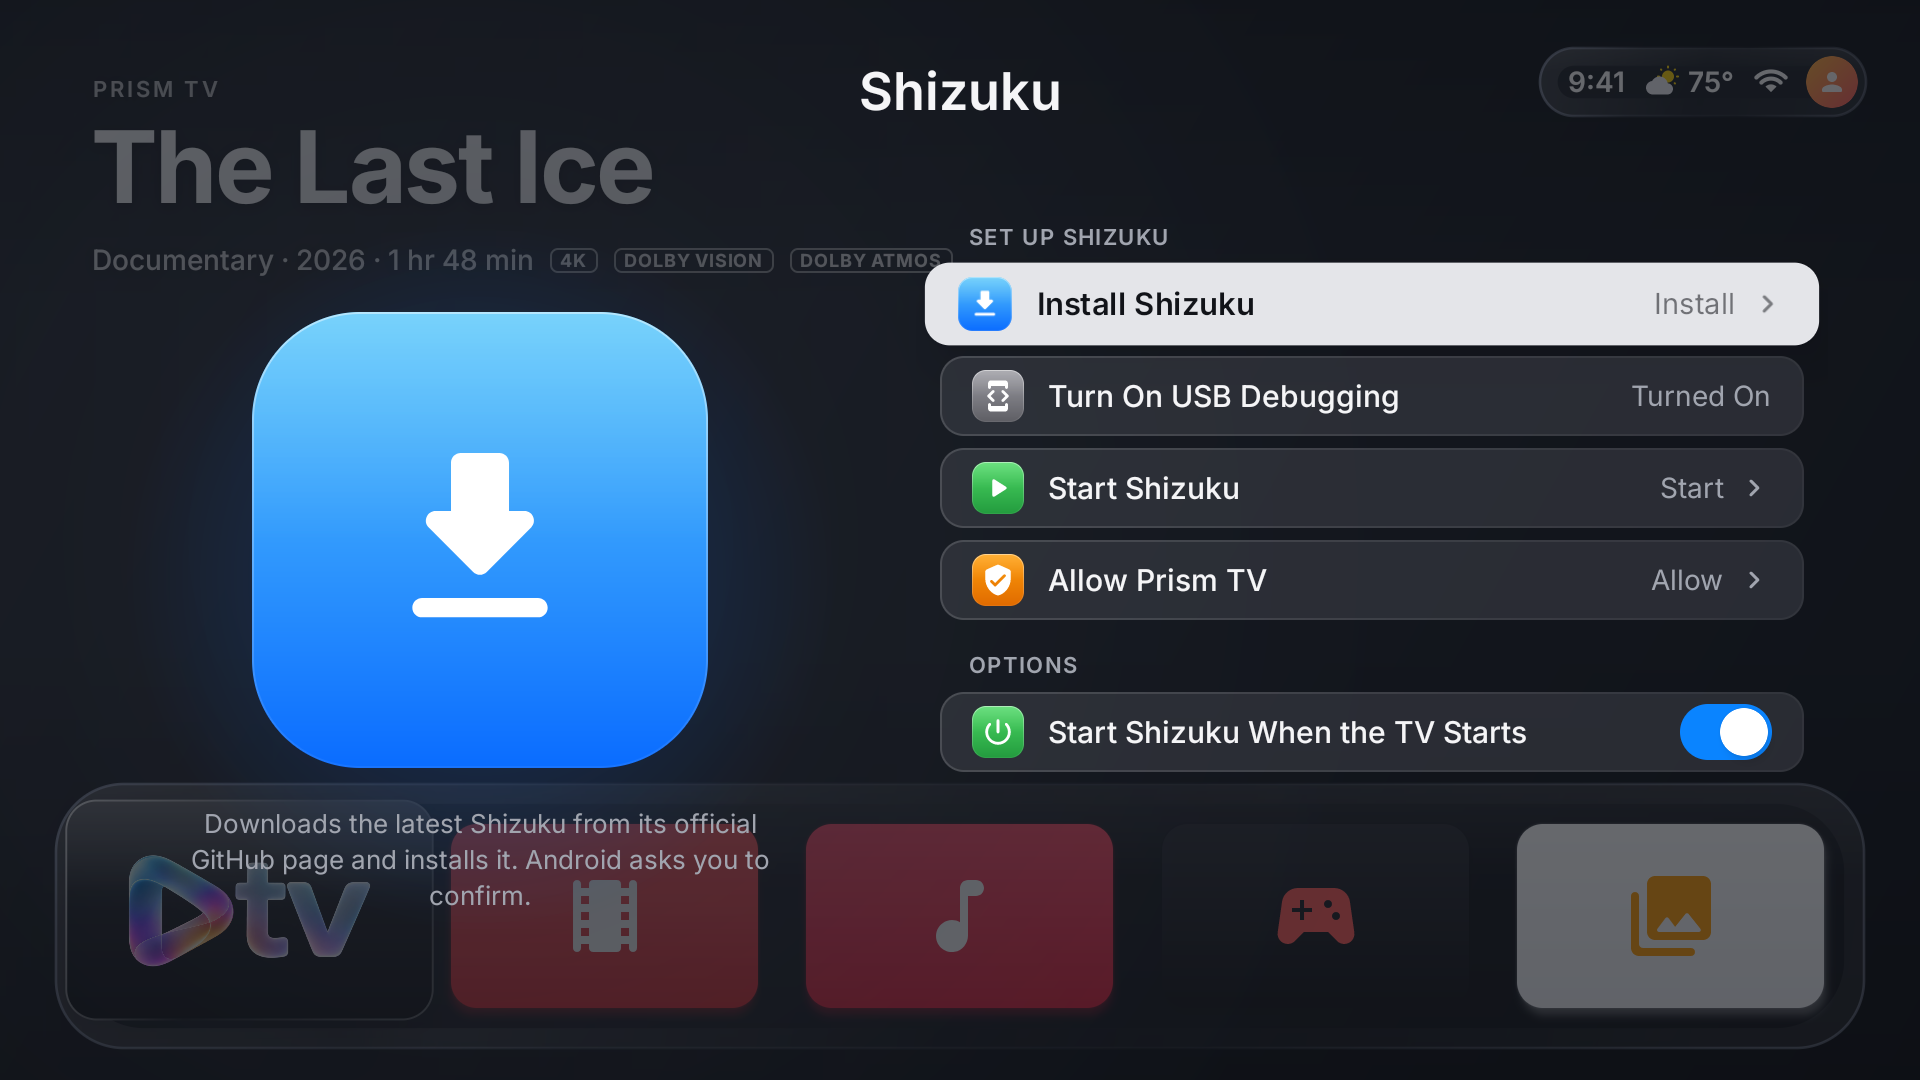 PRISM TV
The Last Ice
Documentary · 2026 · 1 hr 48 min 4K DOLBY VISION DOLBY ATMOS
Shizuku
9:41 75°
SET UP SHIZUKU
Install Shizuku Install
Turn On USB Debugging Turned On
Start Shizuku Start
Allow Prism TV Allow
OPTIONS
Start Shizuku When the TV Starts
Downloads the latest Shizuku from its official
GitHub page and installs it. Android asks you to
confirm.
tv